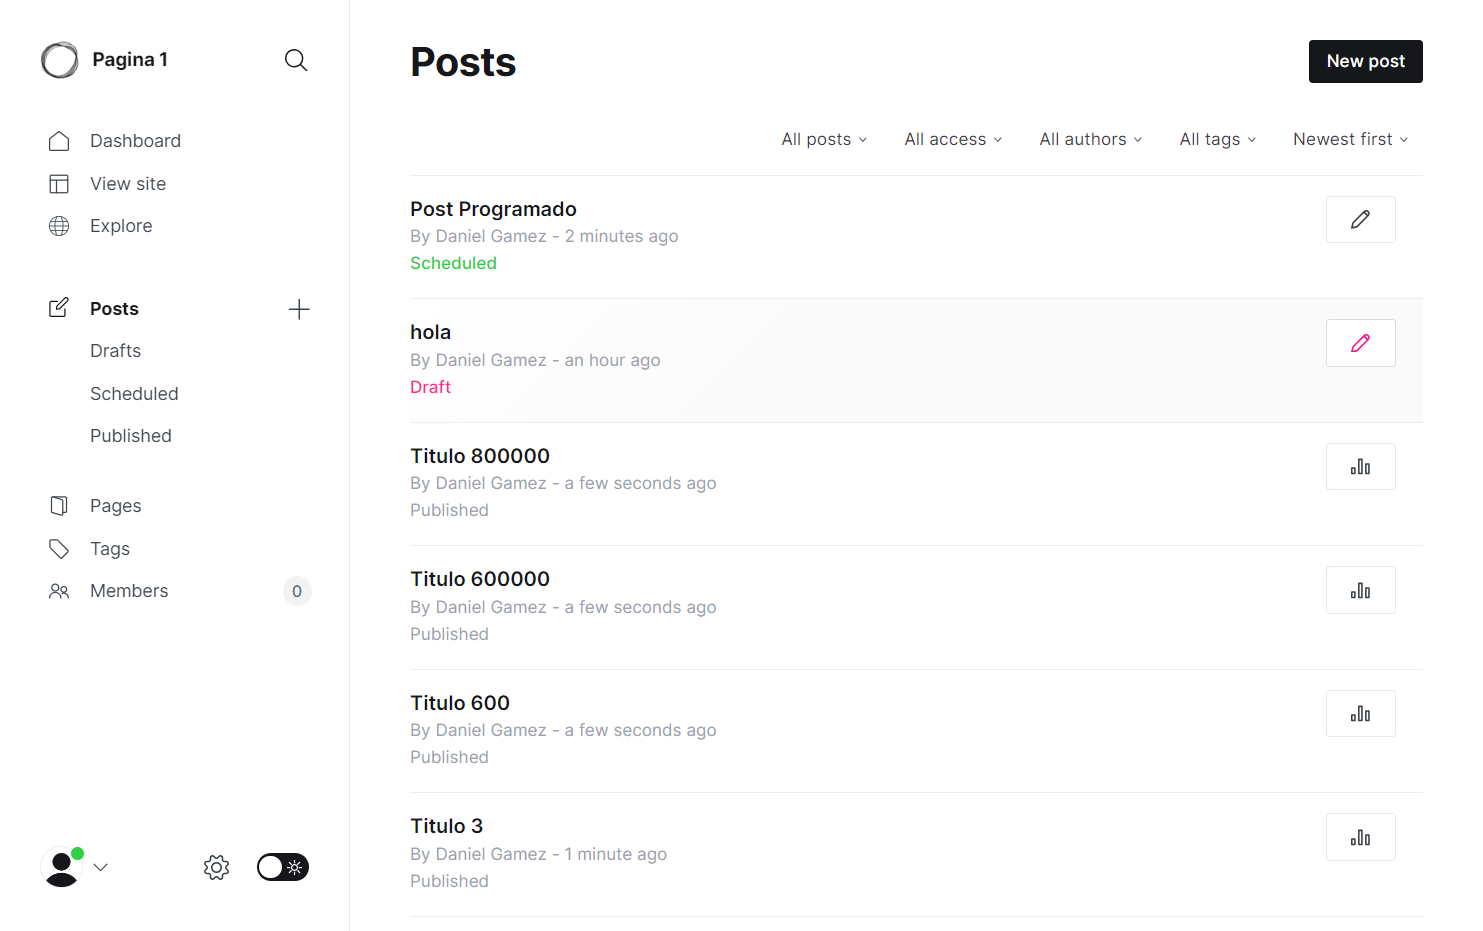 Pagina 1
Dashboard
View site
Explore
Posts
Drafts
Scheduled
Published
Pages
Tags
Members 0
Posts
New post
All posts All access All authors All tags Newest first
Post Programado
By Daniel Gamez - 2 minutes ago
Scheduled
hola
By Daniel Gamez - an hour ago
Draft
Titulo 800000
By Daniel Gamez - a few seconds ago
Published
Titulo 600000
By Daniel Gamez - a few seconds ago
Published
Titulo 600
By Daniel Gamez - a few seconds ago
Published
Titulo 3
By Daniel Gamez - 1 minute ago
Published